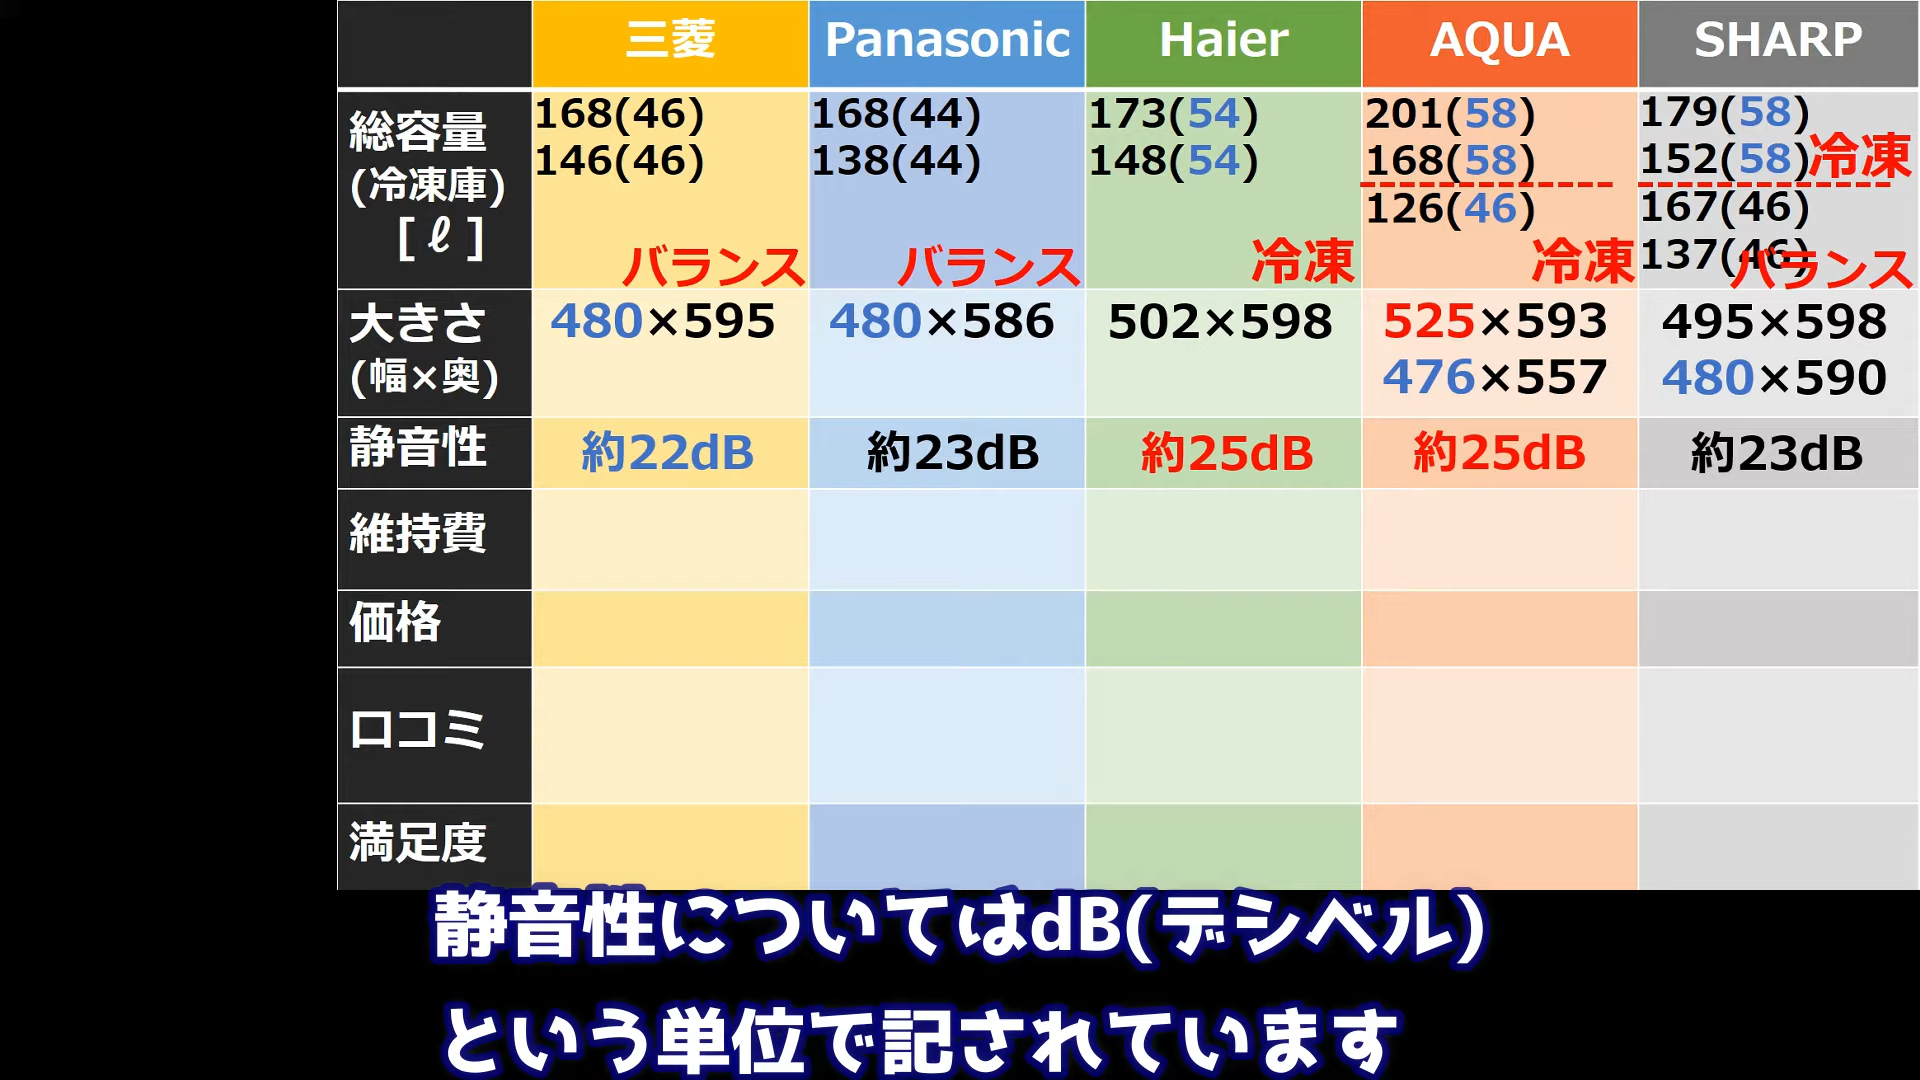 三菱 Panasonic Haier AQUA SHARP
総容量
(冷凍庫)
[ℓ]
168(46)
146(46)
バランス
168(44)
138(44)
バランス
173(54)
148(54)
冷凍
201(58)
168(58)
126(46)
冷凍
179(58)
152(58)冷凍
167(46)
137(46)
バランス
大きさ
(幅×奥)
480×595
480×586
502×598
525×593
476×557
495×598
480×590
静音性 約22dB 約23dB 約25dB 約25dB 約23dB
維持費
価格
口コミ
満足度
静音性についてはdB(デシベル)
という単位で記されています